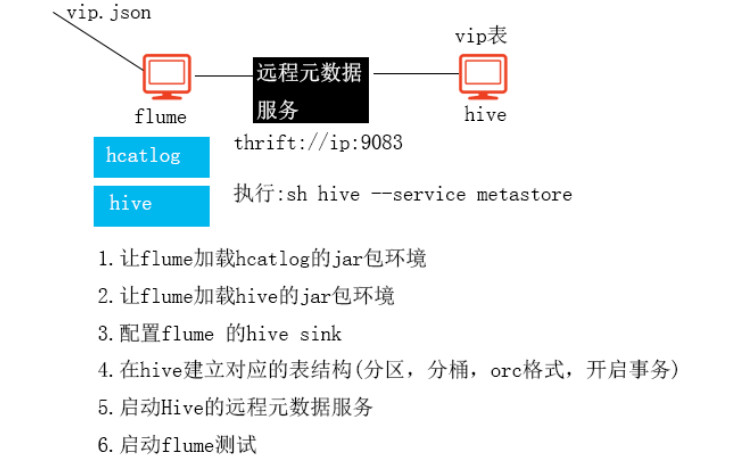 vip.json
vip表
远程元数据
服务
flume
hive
hcatlog
thrift://ip:9083
hive
执行:sh hive --service metastore
1.让flume加载hcatlog的jar包环境
2.让flume加载hive的jar包环境
3.配置flume 的hive sink
4.在hive建立对应的表结构(分区，分桶，orc格式，开启事务)
5.启动Hive的远程元数据服务
6.启动flume测试